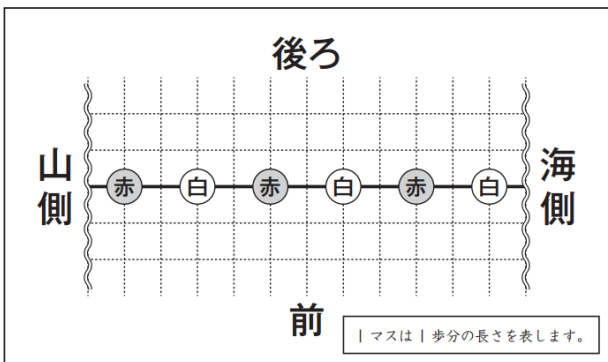 後ろ
山側
赤 白 赤 白 赤 白
海側
前
1マスは1歩分の長さを表します。